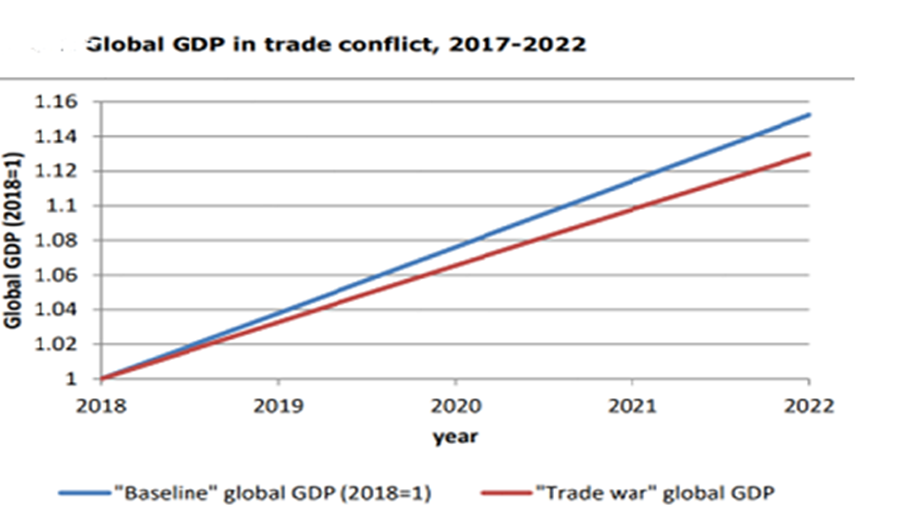 Global GDP in trade conflict, 2017-2022
1.16
1.14
1.12
1.1
1.08
1.06
1.04
1.02
1
Global GDP (2018=1)
2018 2019 2020 2021 2022
year
"Baseline" global GDP (2018=1) "Trade war" global GDP